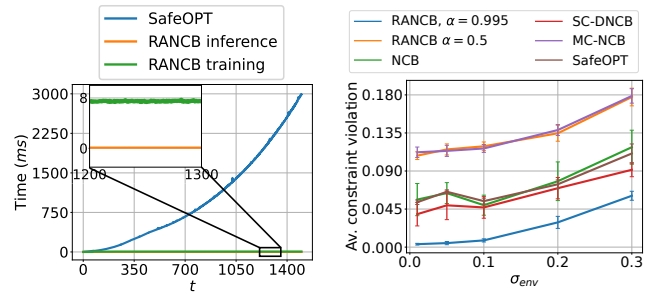 SafeOPT
RANCB inference
RANCB training
3000
2250
1500
750
0
Time (ms)
8
0
1200
1300
0
350
700
1050
1400
t
RANCB, α = 0.995
RANCB α = 0.5
NCB
SC-DNCB
MC-NCB
SafeOPT
0.180
0.135
0.090
0.045
0.000
Av. constraint violation
0.0
0.1
0.2
0.3
σenv